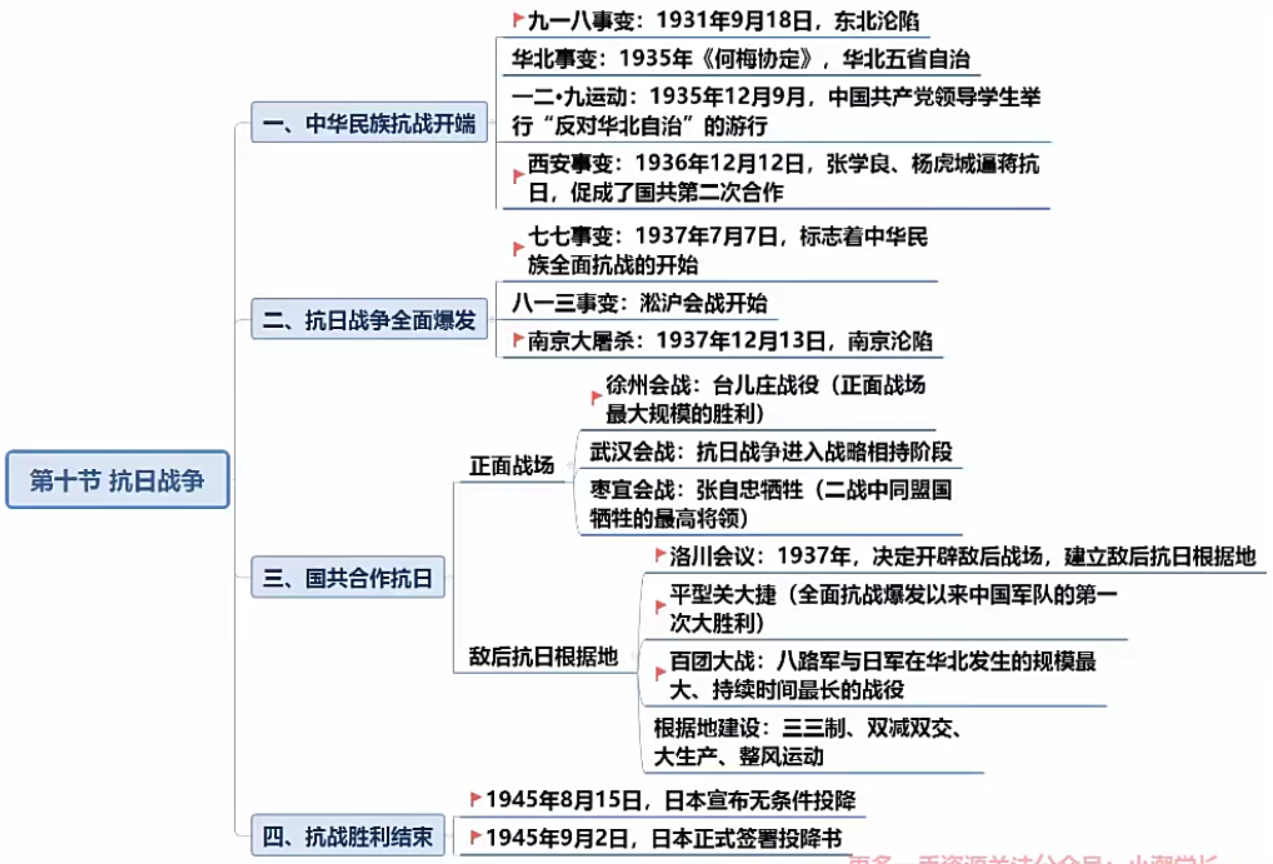 第十节 抗日战争
一、中华民族抗战开端
九一八事变：1931年9月18日，东北沦陷
华北事变：1935年《何梅协定》，华北五省自治
一二•九运动：1935年12月9月，中国共产党领导学生举
行“反对华北自治”的游行
西安事变：1936年12月12日，张学良、杨虎城逼蒋抗
日，促成了国共第二次合作
二、抗日战争全面爆发
七七事变：1937年7月7日，标志着中华民
族全面抗战的开始
八一三事变：淞沪会战开始
南京大屠杀：1937年12月13日，南京沦陷
三、国共合作抗日
正面战场
徐州会战：台儿庄战役（正面战场
最大规模的胜利）
武汉会战：抗日战争进入战略相持阶段
枣宜会战：张自忠牺牲（二战中同盟国
牺牲的最高将领）
敌后抗日根据地
洛川会议：1937年，决定开辟敌后战场，建立敌后抗日根据地
平型关大捷（全面抗战爆发以来中国军队的第一
次大胜利）
百团大战：八路军与日军在华北发生的规模最
大、持续时间最长的战役
根据地建设：三三制、双减双交、
大生产、整风运动
四、抗战胜利结束
1945年8月15日，日本宣布无条件投降
1945年9月2日，日本正式签署投降书